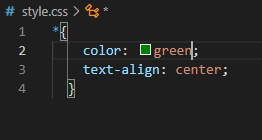 # style.css > *
1 *{
2 color: green;
3 text-align: center;
4 }